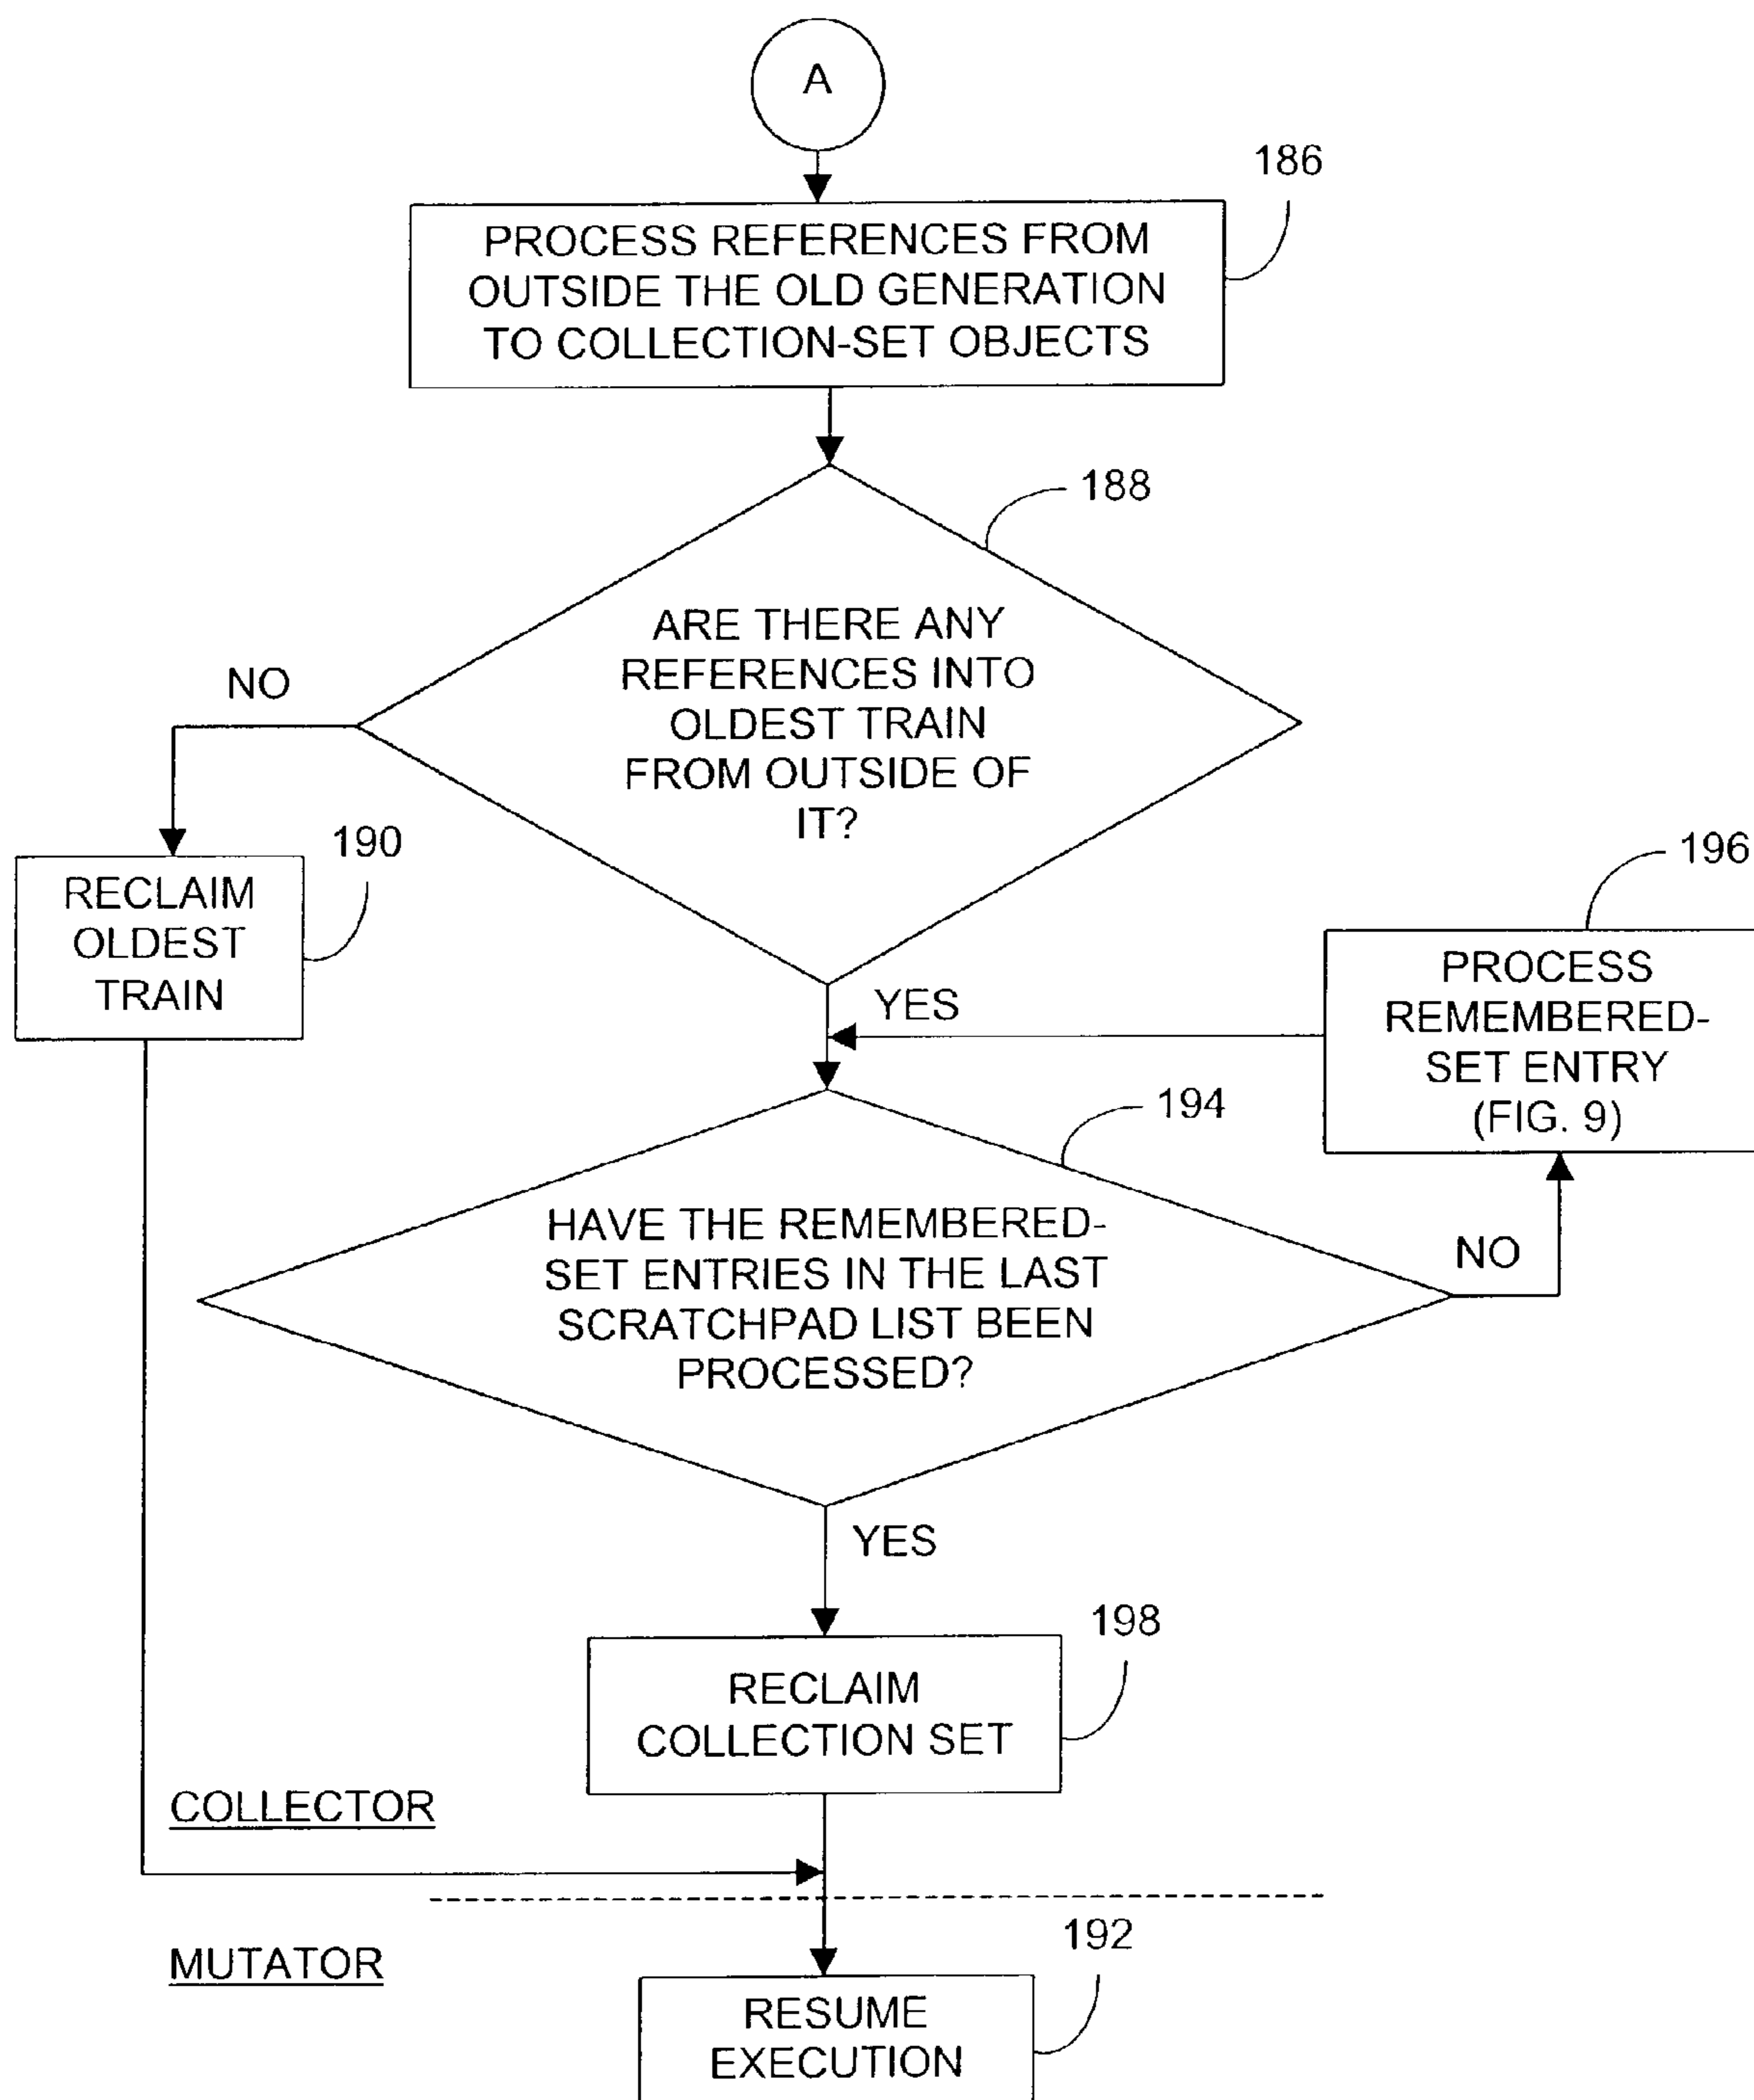 A
186
PROCESS REFERENCES FROM
OUTSIDE THE OLD GENERATION
TO COLLECTION-SET OBJECTS
188
ARE THERE ANY
REFERENCES INTO
OLDEST TRAIN
FROM OUTSIDE OF
IT?
NO
190
RECLAIM
OLDEST
TRAIN
196
PROCESS
REMEMBERED-
SET ENTRY
(FIG. 9)
YES
194
HAVE THE REMEMBERED-
SET ENTRIES IN THE LAST
SCRATCHPAD LIST BEEN
PROCESSED?
NO
YES
198
RECLAIM
COLLECTION SET
COLLECTOR
MUTATOR
192
RESUME
EXECUTION